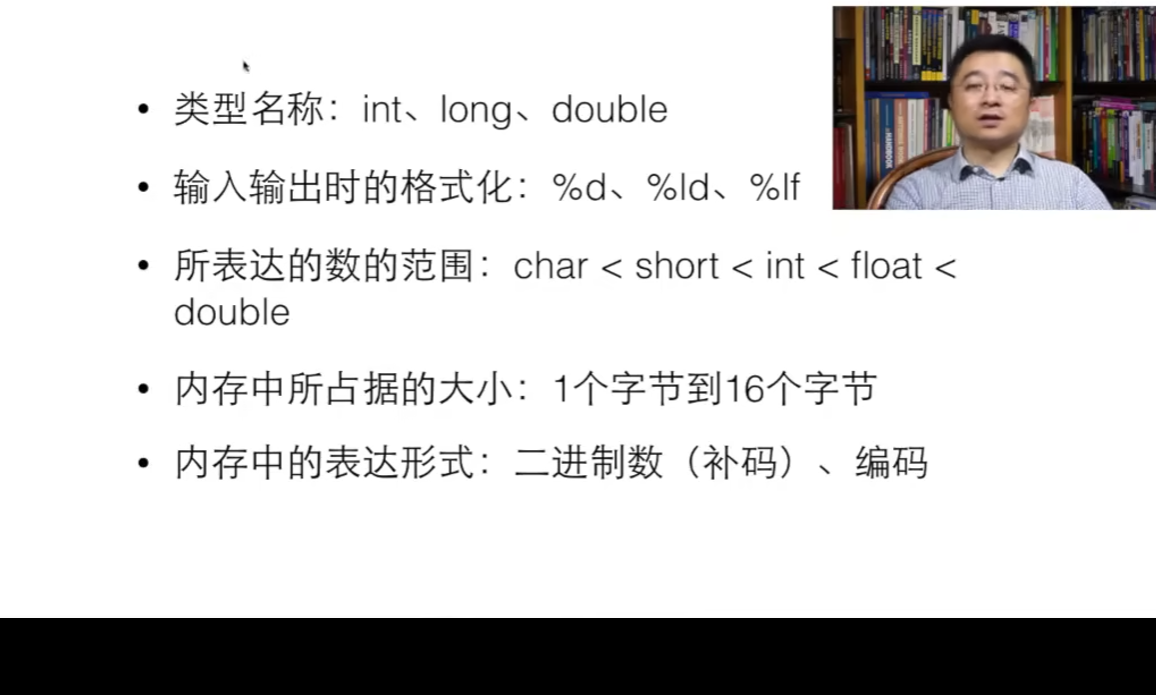 • 类型名称：int、long、double
• 输入输出时的格式化：%d、%ld、%lf
• 所表达的数的范围：char < short < int < float <
double
• 内存中所占据的大小：1个字节到16个字节
• 内存中的表达形式：二进制数（补码）、编码
HANDBOOK